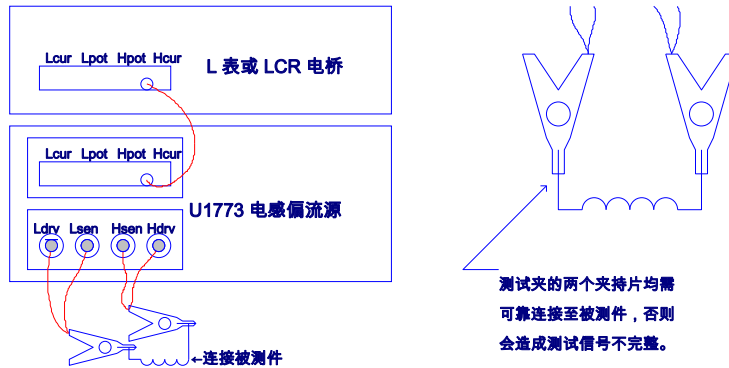 Lcur Lpot Hpot Hcur
L 表或 LCR 电桥
Lcur Lpot Hpot Hcur
U1773 电感偏流源
Ldrv Lsen Hsen Hdrv
←连接被测件
测试夹的两个夹持片均需
可靠连接至被测件，否则
会造成测试信号不完整。